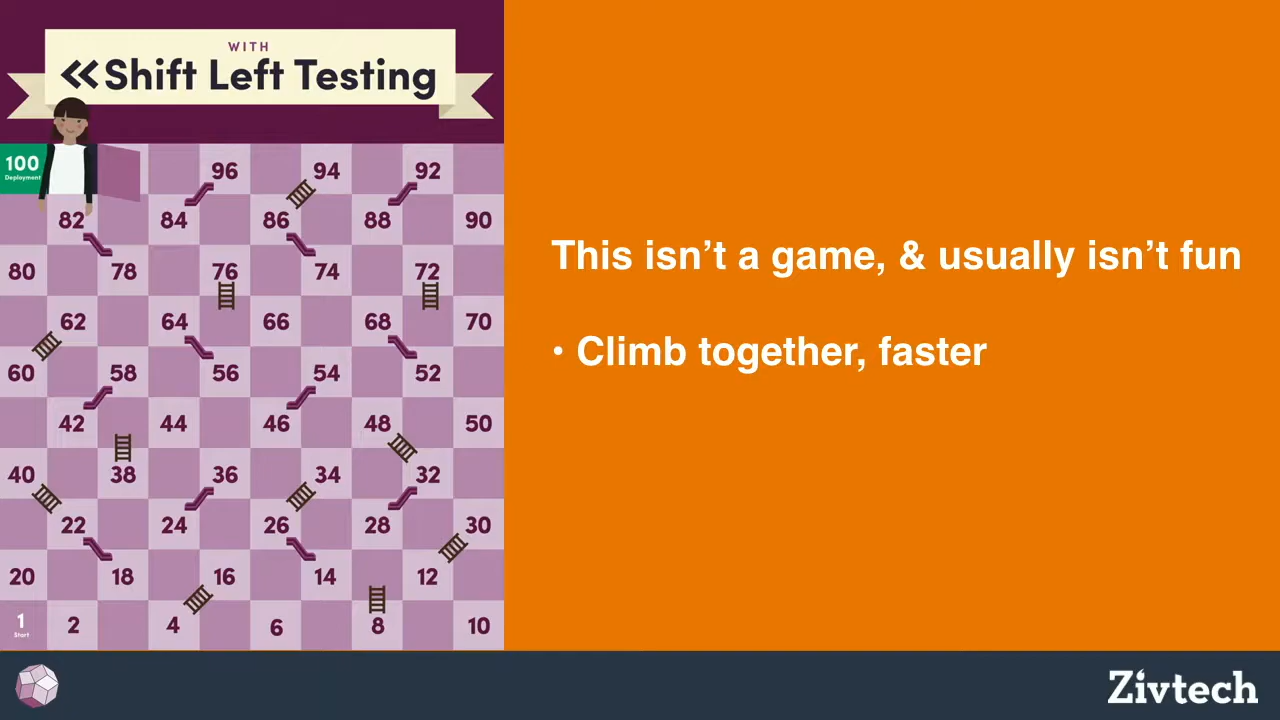 WITH
Shift Left Testing
100 96 94 92
Deployment
82 84 86 88 90
80 78 76 74 72
62 64 66 68 70
60 58 56 54 52
42 44 46 48 50
40 38 36 34 32
22 24 26 28 30
20 18 16 14 12
1 2 4 6 8 10
Start
This isn’t a game, & usually isn’t fun
• Climb together, faster
Zivtech